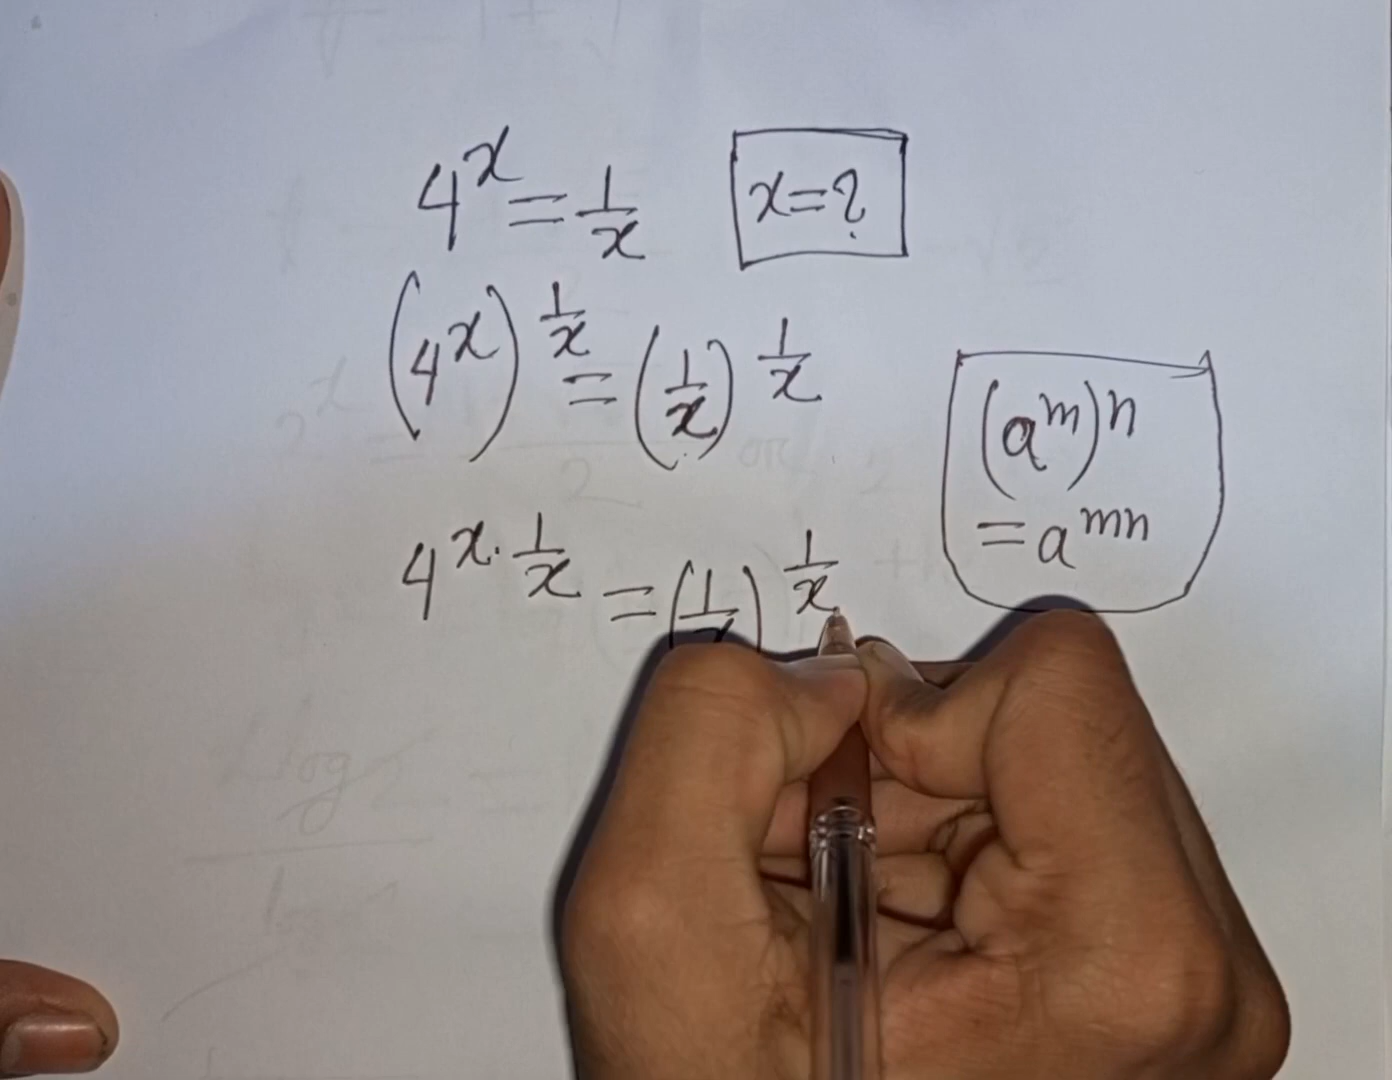 4^x = 1/x
x = ?
(4^x)^(1/x) = (1/x)^(1/x)
(a^m)^n
= a^(mn)
4^(x·1/x) = (1/x)^(1/x)